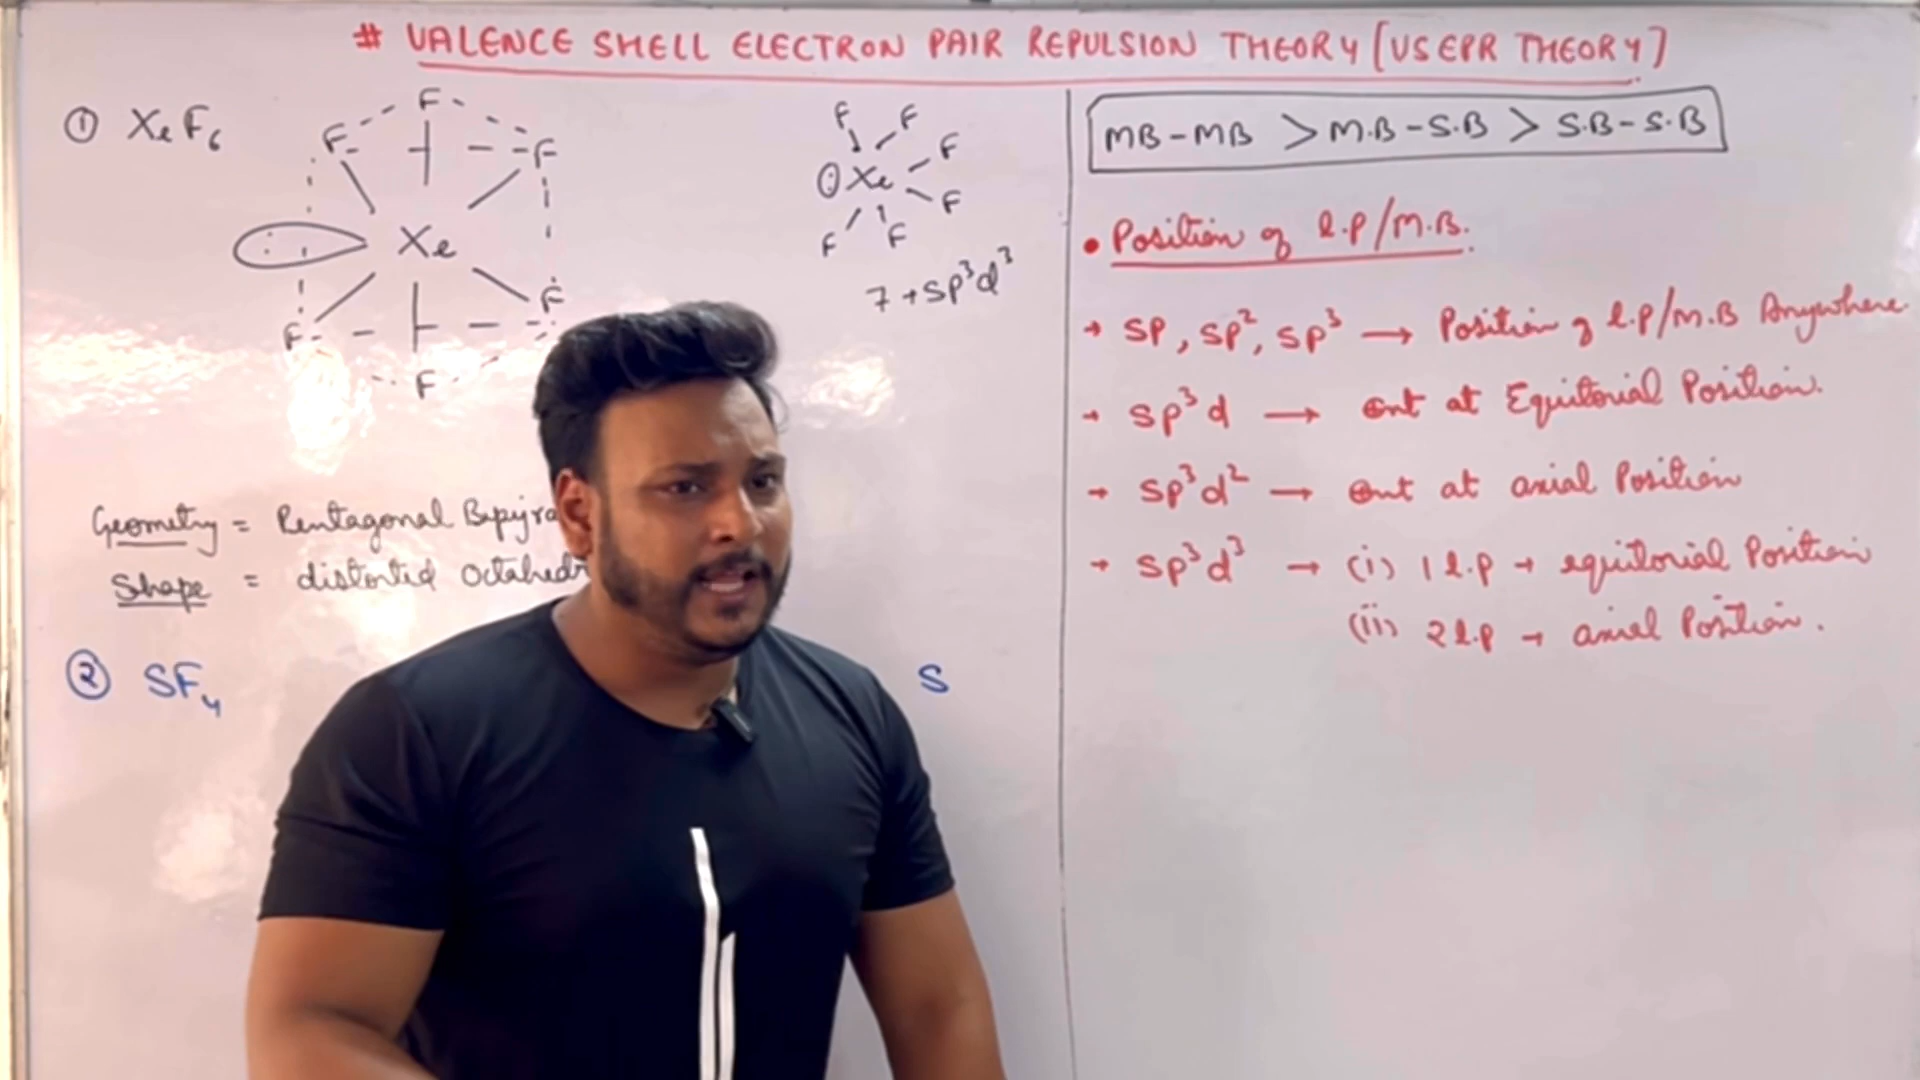 # VALENCE SHELL ELECTRON PAIR REPULSION THEORY [VSEPR THEORY]
① XeF₆
F
F F
Xe
F F
F
F F
F
Xe
F
F F
7 → sp³d³
Geometry = Pentagonal Bipyra
Shape = distorted octahedr
② SF₄
S
MB-MB > M.B-S.B > S.B-S.B
• Position of l.P/M.B.
→ SP, SP², SP³ → Position of l.P/M.B Anywhere
→ SP³d → at Equitorial Position.
→ SP³d² → at axial Position
→ SP³d³ → (i) 1 l.p → equitorial Position
(ii) 2 l.p → axial Position.